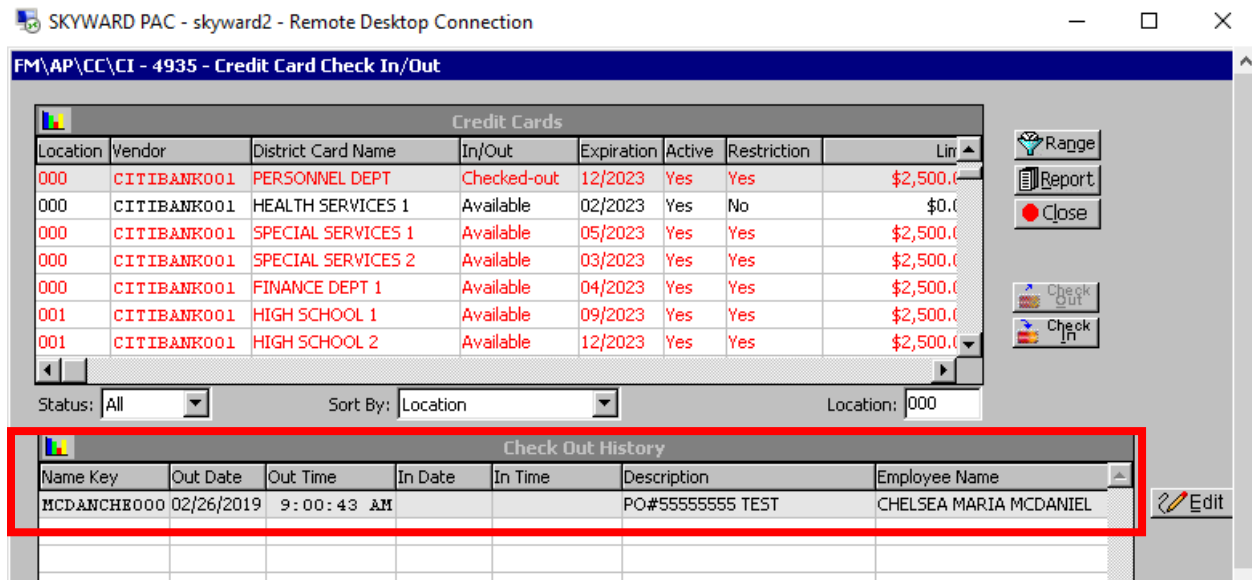 SKYWARD PAC - skyward2 - Remote Desktop Connection
FM\AP\CC\CI - 4935 - Credit Card Check In/Out
Credit Cards
Location Vendor District Card Name In/Out Expiration Active Restriction Lim
000 CITIBANK001 PERSONNEL DEPT Checked-out 12/2023 Yes Yes $2,500.0
000 CITIBANK001 HEALTH SERVICES 1 Available 02/2023 Yes No $0.0
000 CITIBANK001 SPECIAL SERVICES 1 Available 05/2023 Yes Yes $2,500.0
000 CITIBANK001 SPECIAL SERVICES 2 Available 03/2023 Yes Yes $2,500.0
000 CITIBANK001 FINANCE DEPT 1 Available 04/2023 Yes Yes $2,500.0
001 CITIBANK001 HIGH SCHOOL 1 Available 09/2023 Yes Yes $2,500.0
001 CITIBANK001 HIGH SCHOOL 2 Available 12/2023 Yes Yes $2,500.0
Range
Report
Close
Check Out
Check In
Status: All Sort By: Location Location: 000
Check Out History
Name Key Out Date Out Time In Date In Time Description Employee Name
MCDANCHE000 02/26/2019 9:00:43 AM PO#55555555 TEST CHELSEA MARIA MCDANIEL
Edit